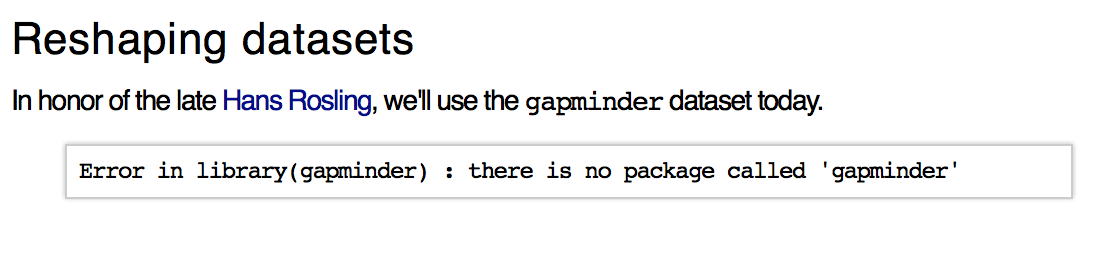 Reshaping datasets
In honor of the late Hans Rosling, we'll use the gapminder dataset today.
Error in library(gapminder) : there is no package called 'gapminder'